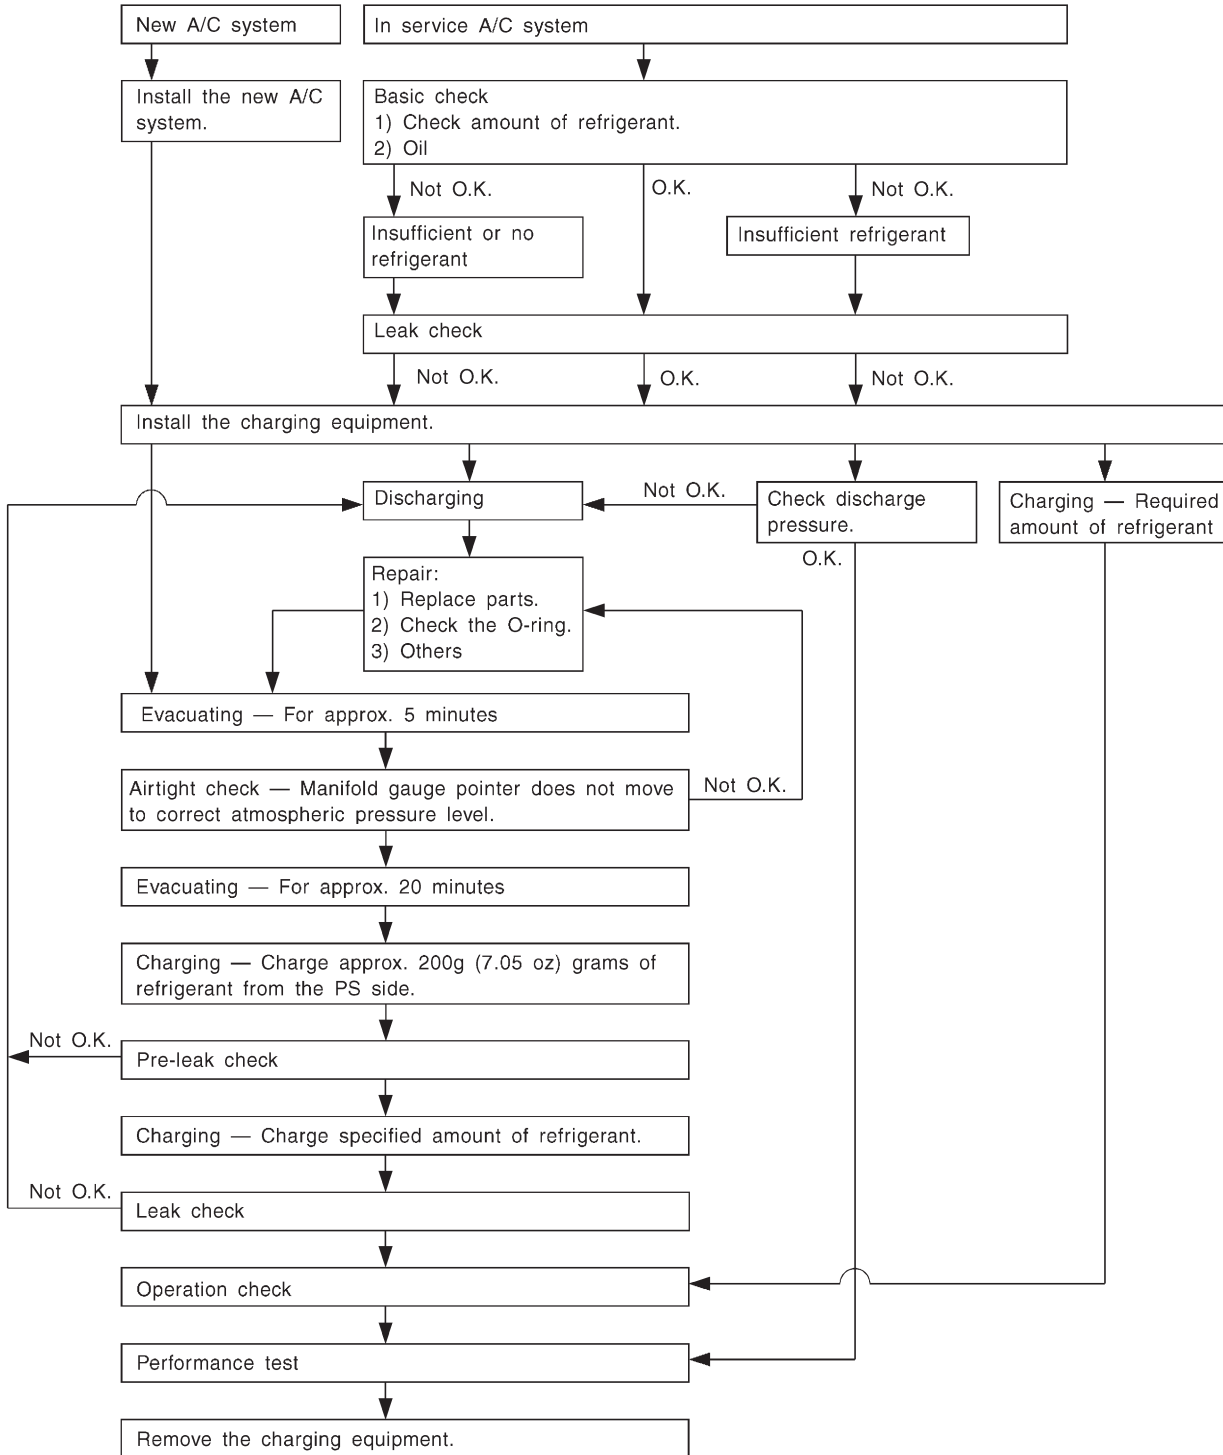 New A/C system
In service A/C system
Install the new A/C
system.
Basic check
1) Check amount of refrigerant.
2) Oil
Not O.K.
O.K.
Not O.K.
Insufficient or no
refrigerant
Insufficient refrigerant
Leak check
Not O.K.
O.K.
Not O.K.
Install the charging equipment.
Discharging
Not O.K.
Check discharge
pressure.
Charging — Required
amount of refrigerant
O.K.
Repair:
1) Replace parts.
2) Check the O-ring.
3) Others
Evacuating — For approx. 5 minutes
Airtight check — Manifold gauge pointer does not move
to correct atmospheric pressure level.
Not O.K.
Evacuating — For approx. 20 minutes
Charging — Charge approx. 200g (7.05 oz) grams of
refrigerant from the PS side.
Not O.K.
Pre-leak check
Charging — Charge specified amount of refrigerant.
Not O.K.
Leak check
Operation check
Performance test
Remove the charging equipment.